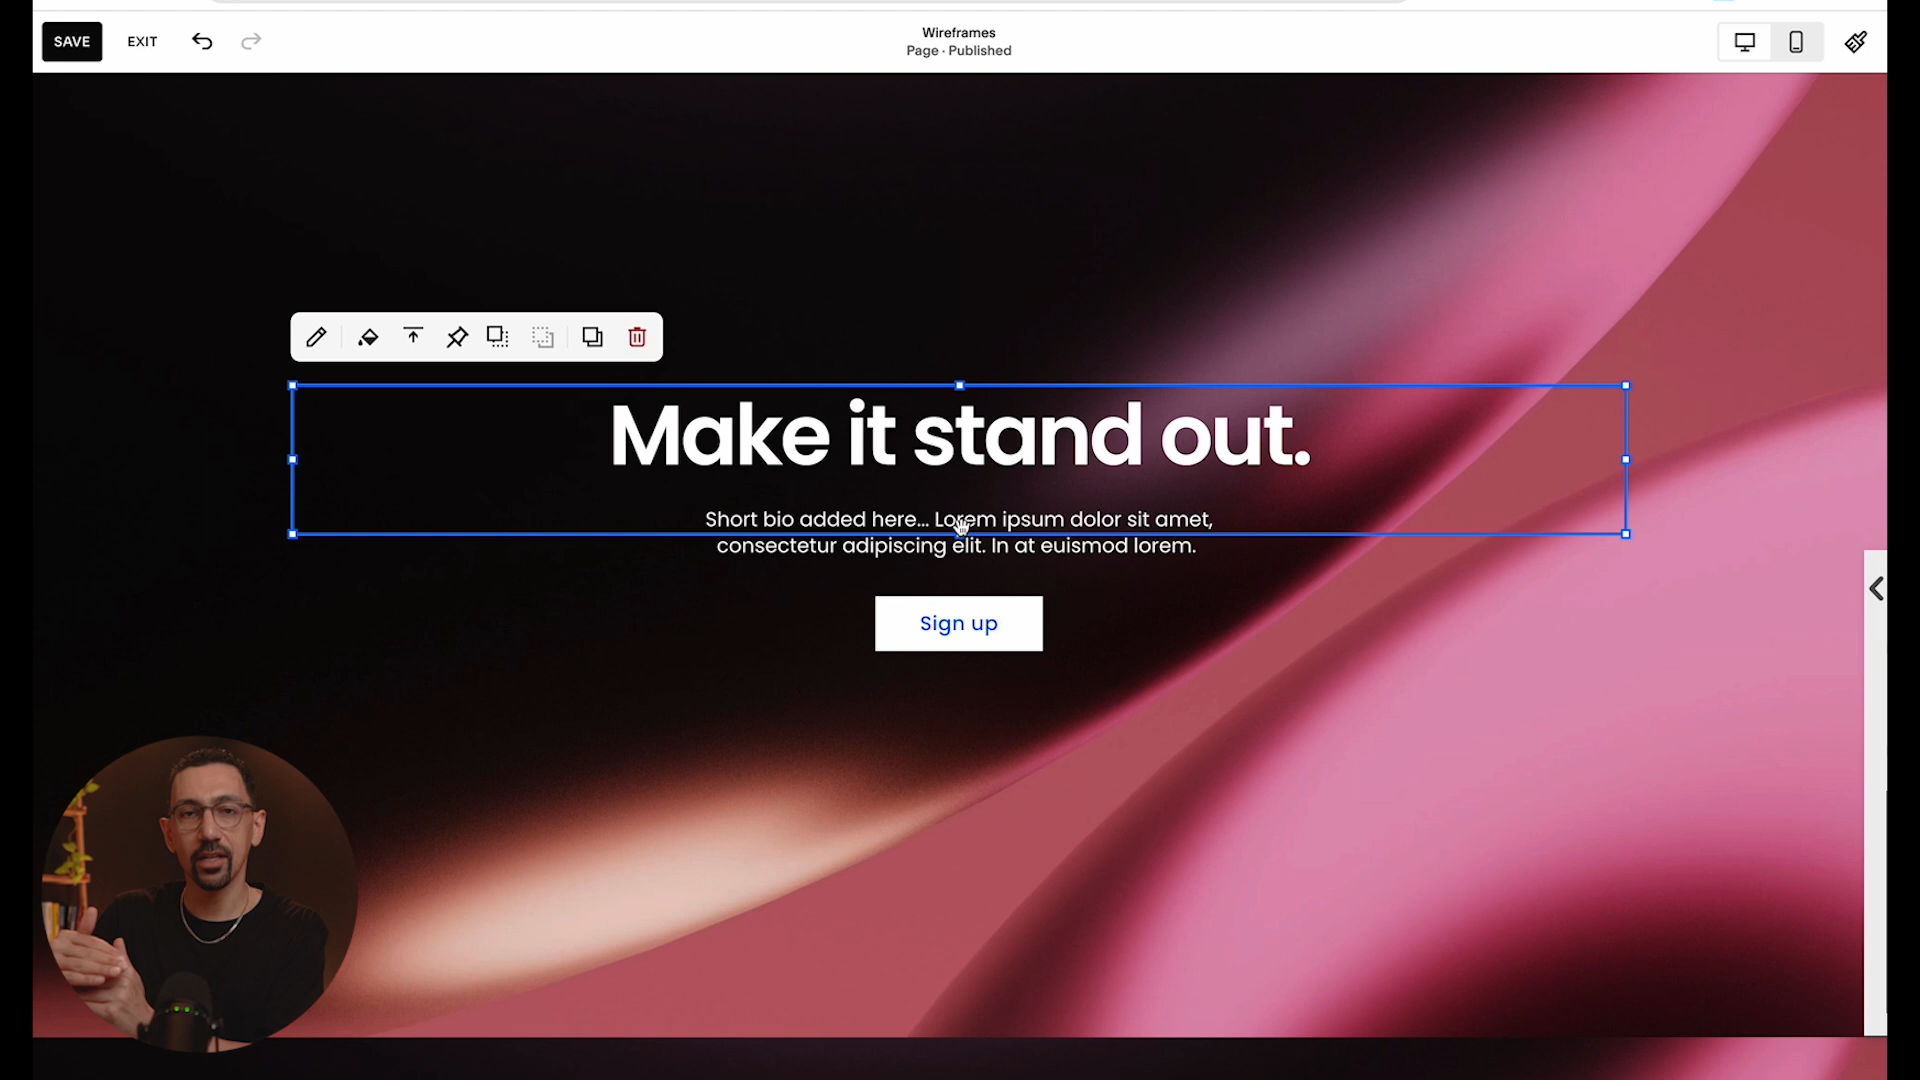 SAVE
EXIT
Wireframes
Page · Published
Make it stand out.
Short bio added here... Lorem ipsum dolor sit amet,
consectetur adipiscing elit. In at euismod lorem.
Sign up